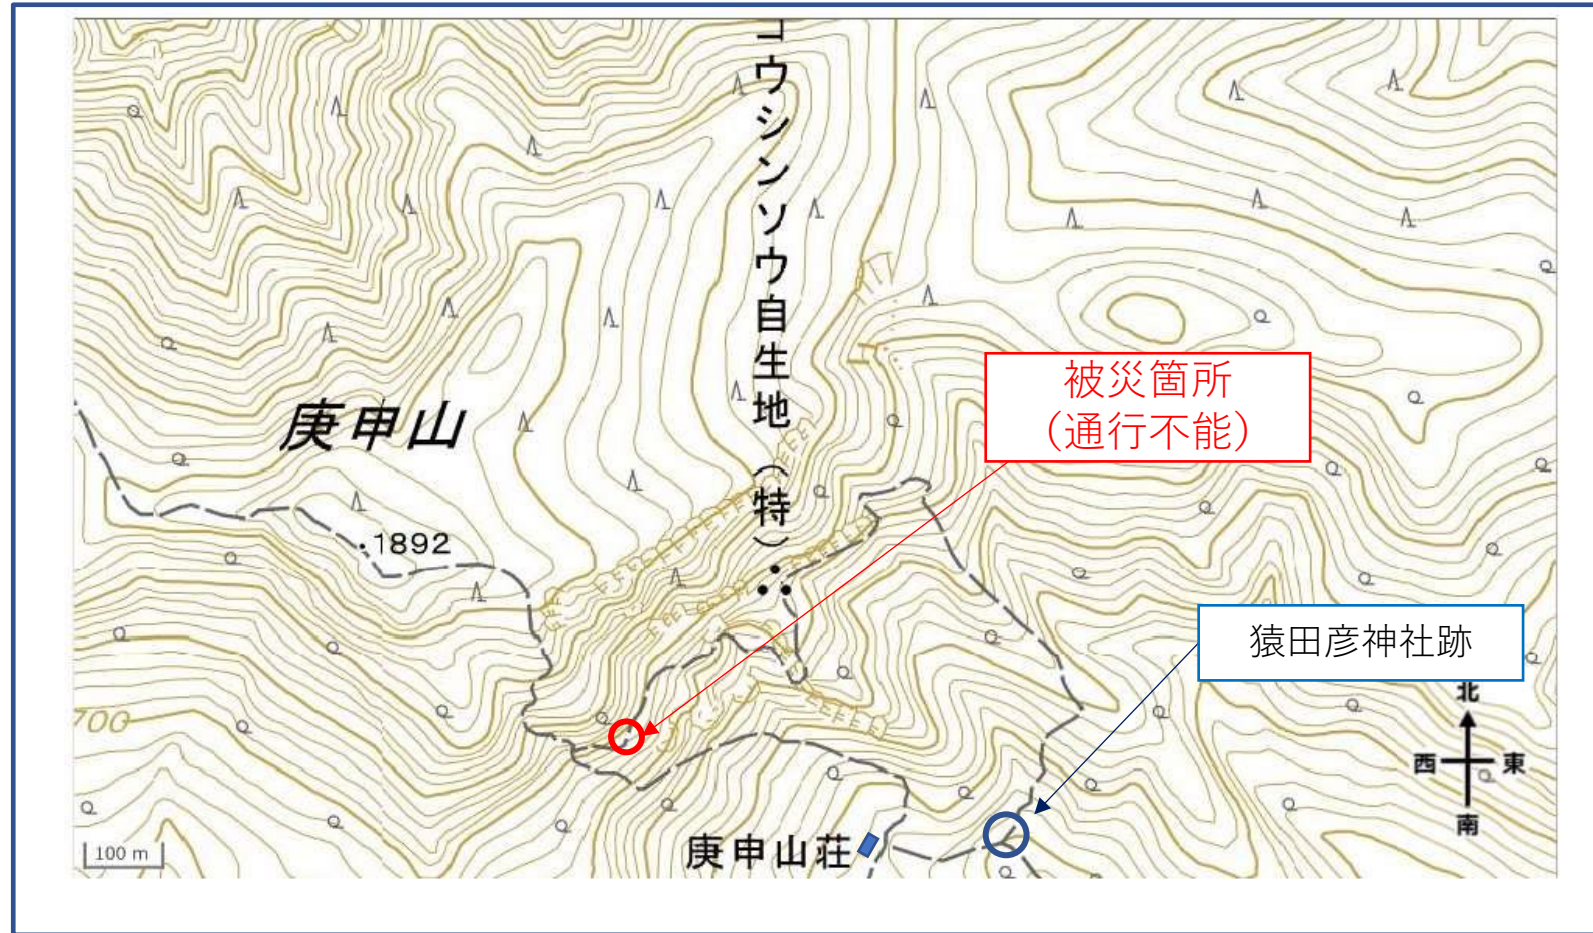 コウシンソウ自生地（特）
被災箇所
（通行不能）
庚申山
1892
猿田彦神社跡
700
北
西
東
南
庚申山荘
100 m